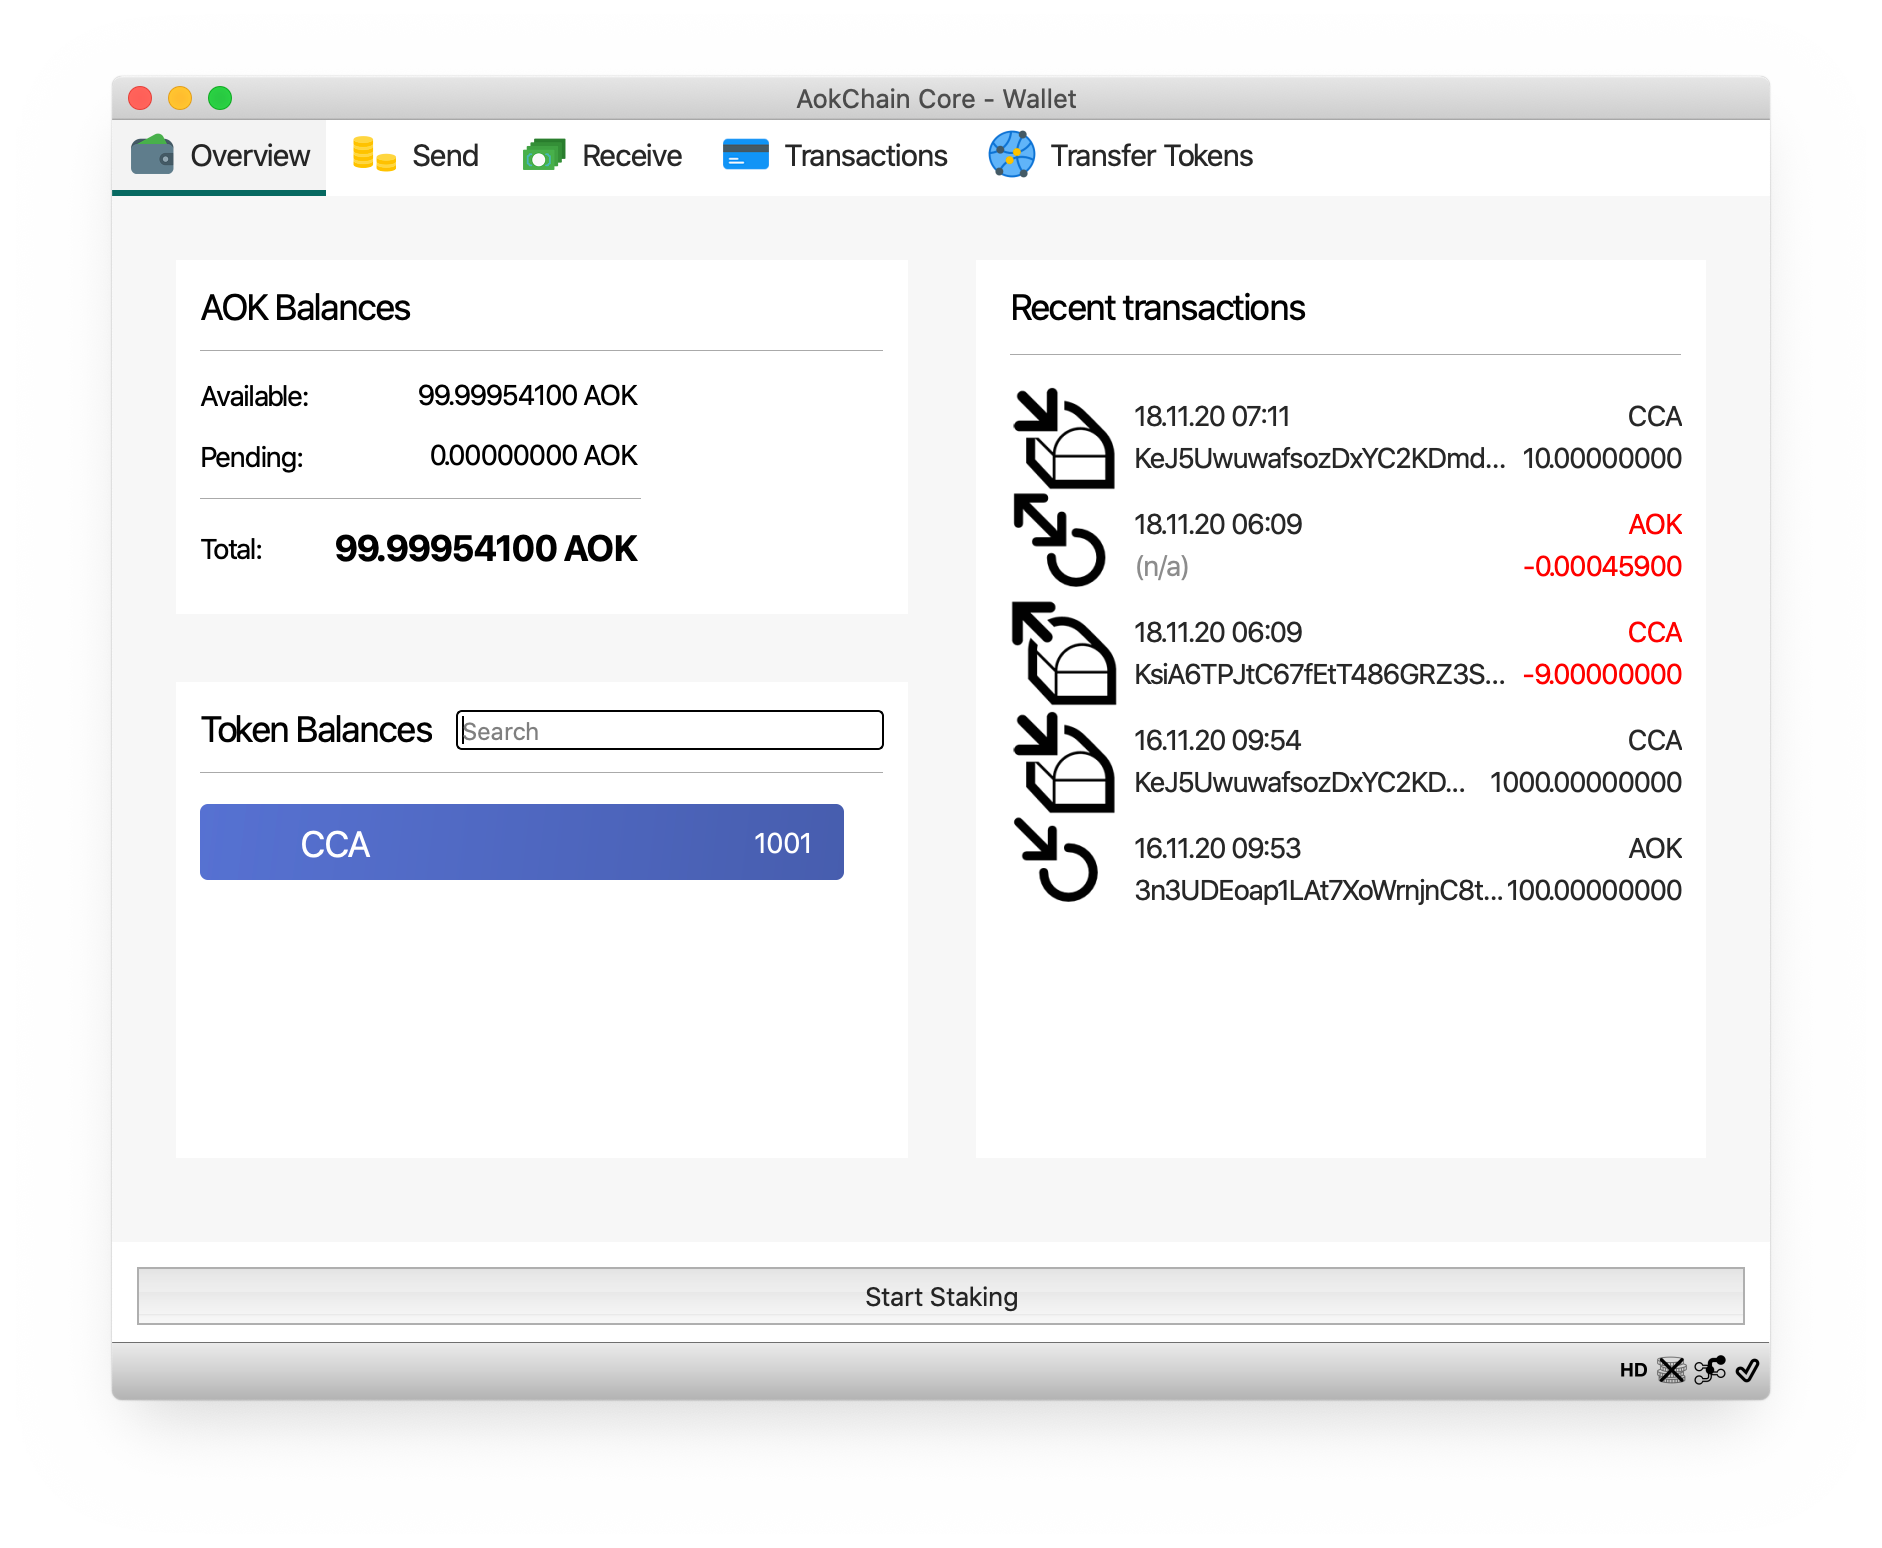 AokChain Core - Wallet
Overview Send Receive Transactions Transfer Tokens
AOK Balances
Available: 99.99954100 AOK
Pending: 0.00000000 AOK
Total: 99.99954100 AOK
Token Balances Search
CCA 1001
Recent transactions
18.11.20 07:11 CCA
KeJ5UwuwafsozDxYC2KDmd... 10.00000000
18.11.20 06:09 AOK
(n/a) -0.00045900
18.11.20 06:09 CCA
KsiA6TPJtC67fEtT486GRZ3S... -9.00000000
16.11.20 09:54 CCA
KeJ5UwuwafsozDxYC2KD... 1000.00000000
16.11.20 09:53 AOK
3n3UDEoap1LAt7XoWrnjnC8t... 100.00000000
Start Staking
HD